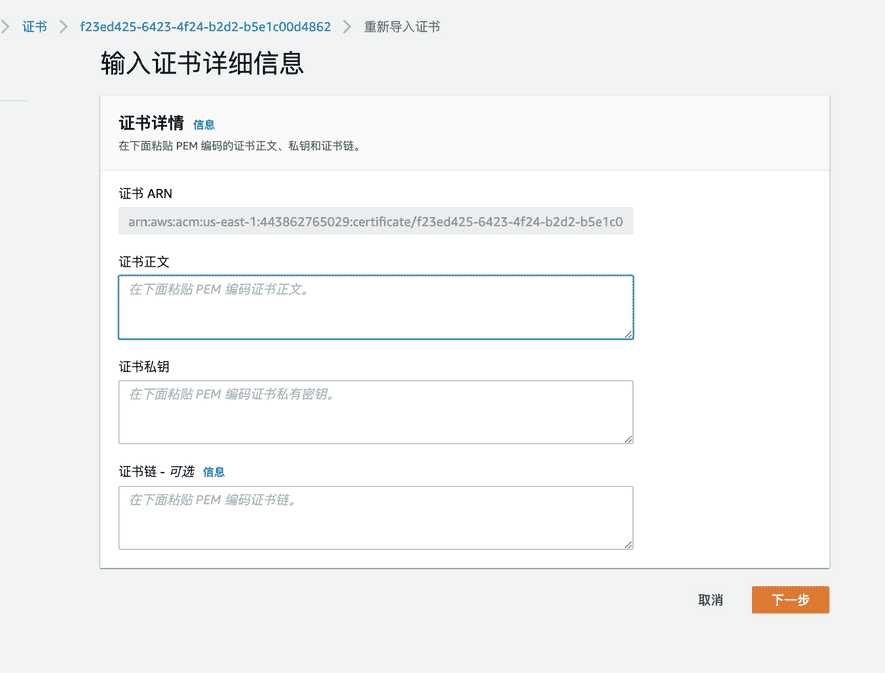 证书 > f23ed425-6423-4f24-b2d2-b5e1c00d4862 > 重新导入证书
输入证书详细信息
证书详情 信息
在下面粘贴 PEM 编码的证书正文、私钥和证书链。
证书 ARN
arn:aws:acm:us-east-1:443862765029:certificate/f23ed425-6423-4f24-b2d2-b5e1c0
证书正文
在下面粘贴 PEM 编码证书正文。
证书私钥
在下面粘贴 PEM 编码证书私有密钥。
证书链 - 可选 信息
在下面粘贴 PEM 编码证书链。
取消 下一步